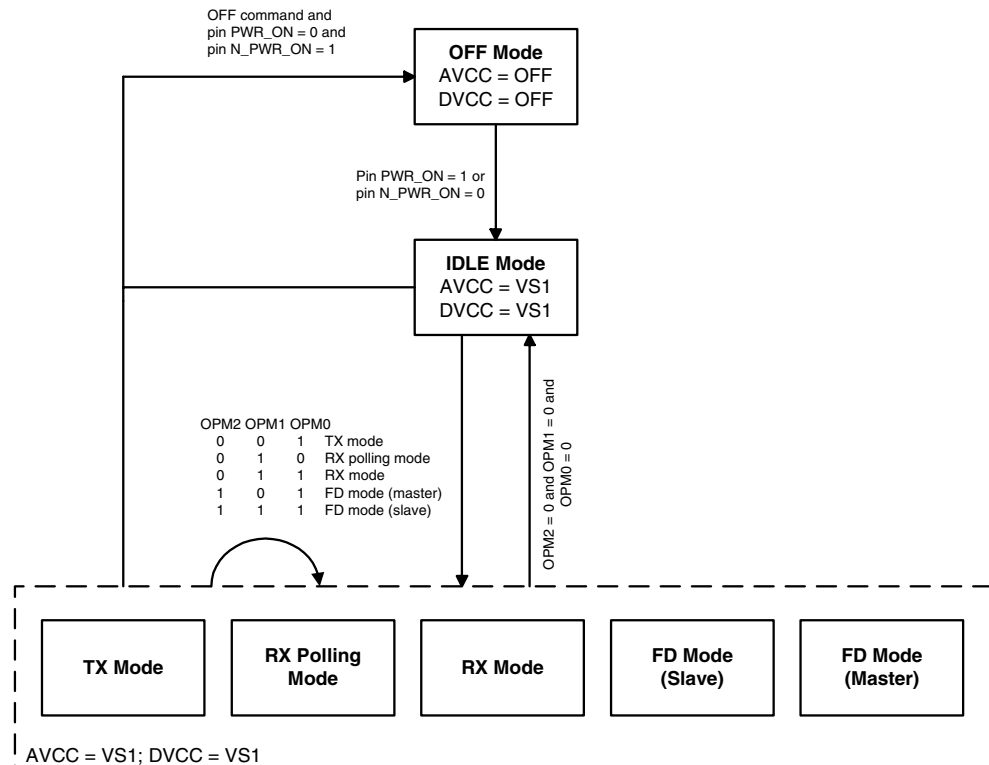 OFF command and
pin PWR_ON = 0 and
pin N_PWR_ON = 1
OFF Mode
AVCC = OFF
DVCC = OFF
Pin PWR_ON = 1 or
pin N_PWR_ON = 0
IDLE Mode
AVCC = VS1
DVCC = VS1
OPM2 OPM1 OPM0
0 0 1 TX mode
0 1 0 RX polling mode
0 1 1 RX mode
1 0 1 FD mode (master)
1 1 1 FD mode (slave)
OPM2 = 0 and OPM1 = 0 and
OPM0 = 0
TX Mode
RX Polling
Mode
RX Mode
FD Mode
(Slave)
FD Mode
(Master)
AVCC = VS1; DVCC = VS1